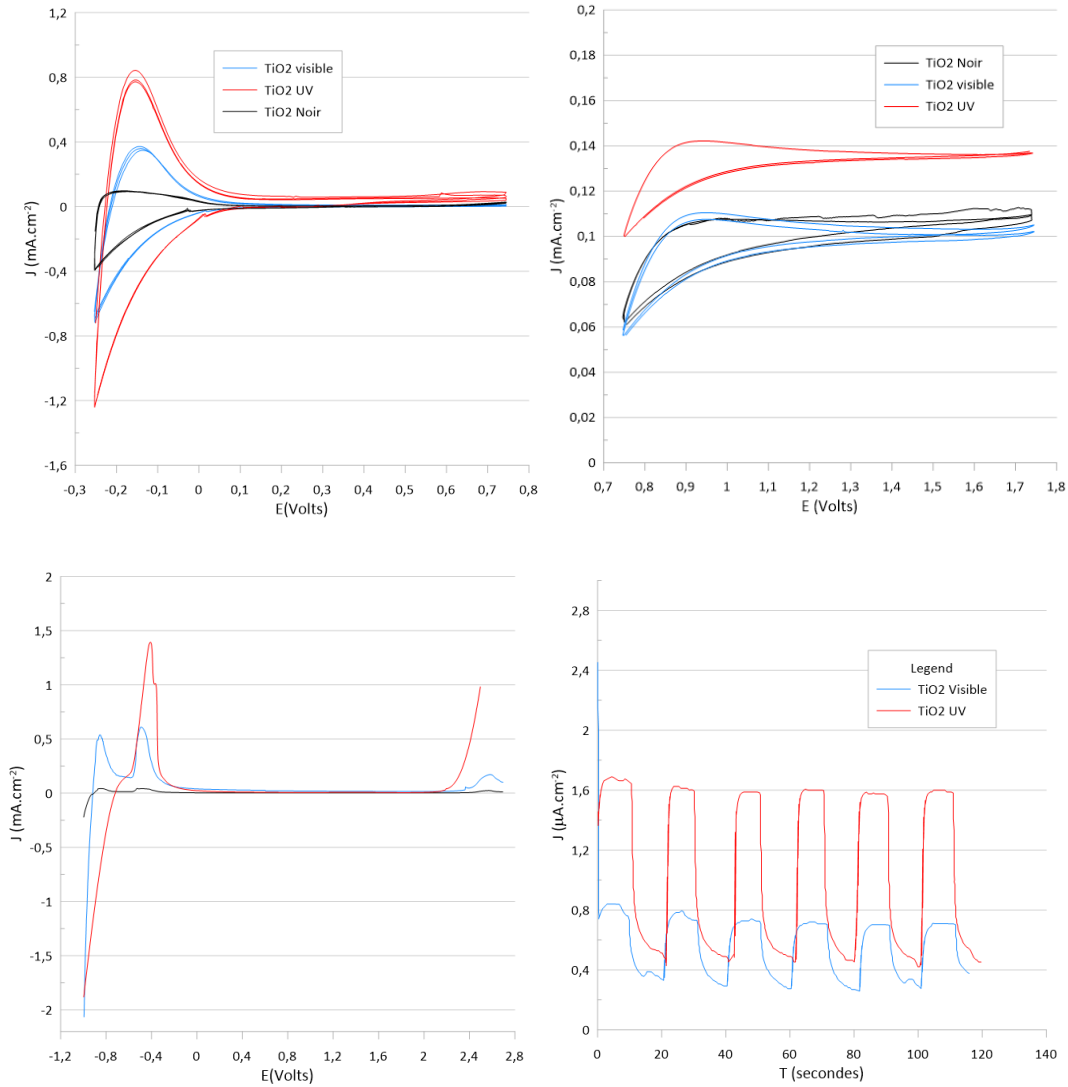 1,2
0,8
0,4
0
-0,4
-0,8
-1,2
-1,6
J (mA.cm-2)
TiO2 visible
TiO2 UV
TiO2 Noir
-0,3 -0,2 -0,1 0 0,1 0,2 0,3 0,4 0,5 0,6 0,7 0,8
E(Volts)
0,2
0,18
0,16
0,14
0,12
0,1
0,08
0,06
0,04
0,02
0
J (mA.cm-2)
TiO2 Noir
TiO2 visible
TiO2 UV
0,7 0,8 0,9 1 1,1 1,2 1,3 1,4 1,5 1,6 1,7 1,8
E (Volts)
2
1,5
1
0,5
0
-0,5
-1
-1,5
-2
J (mA.cm-2)
-1,2 -0,8 -0,4 0 0,4 0,8 1,2 1,6 2 2,4 2,8
E(Volts)
2,8
2,4
2
1,6
1,2
0,8
0,4
0
J (µA.cm-2)
Legend
TiO2 Visible
TiO2 UV
0 20 40 60 80 100 120 140
T (secondes)